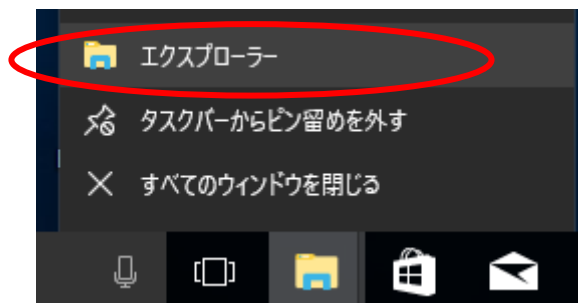 エクスプローラー
タスクバーからピン留めを外す
すべてのウィンドウを閉じる